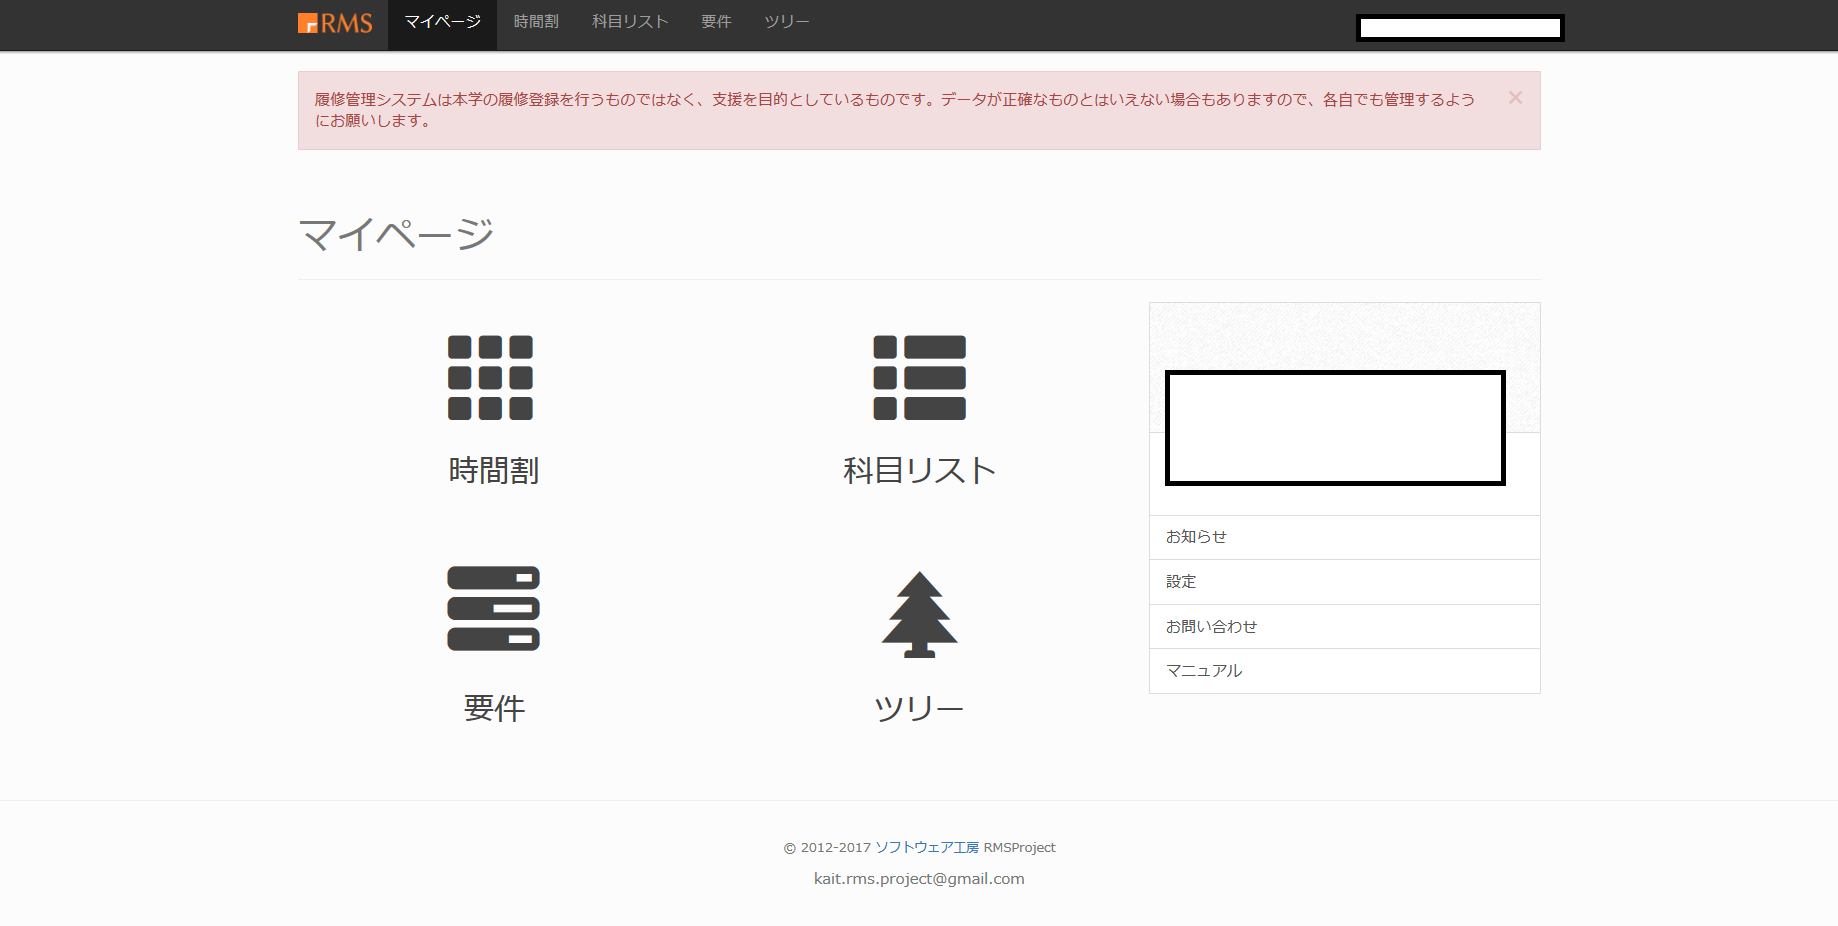 RMS
マイページ
時間割
科目リスト
要件
ツリー
履修管理システムは本学の履修登録を行うものではなく、支援を目的としているものです。データが正確なものとはいえない場合もありますので、各自でも管理するよう
にお願いします。
×
マイページ
時間割
科目リスト
要件
ツリー
お知らせ
設定
お問い合わせ
マニュアル
© 2012-2017 ソフトウェア工房 RMSProject
kait.rms.project@gmail.com